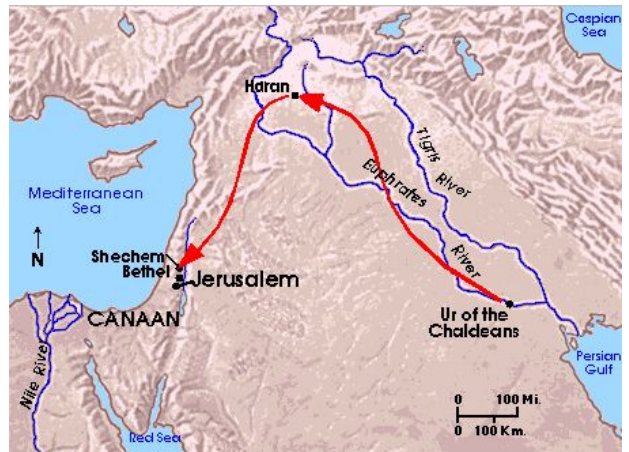 Caspian
Sea
Haran
Tigris
River
Euphrates
River
Mediterranean
Sea
N
Shechem
Bethel
Jerusalem
CANAAN
Ur of the
Chaldeans
Nile River
Persian
Gulf
Red Sea
0 100 Mi.
0 100 Km.